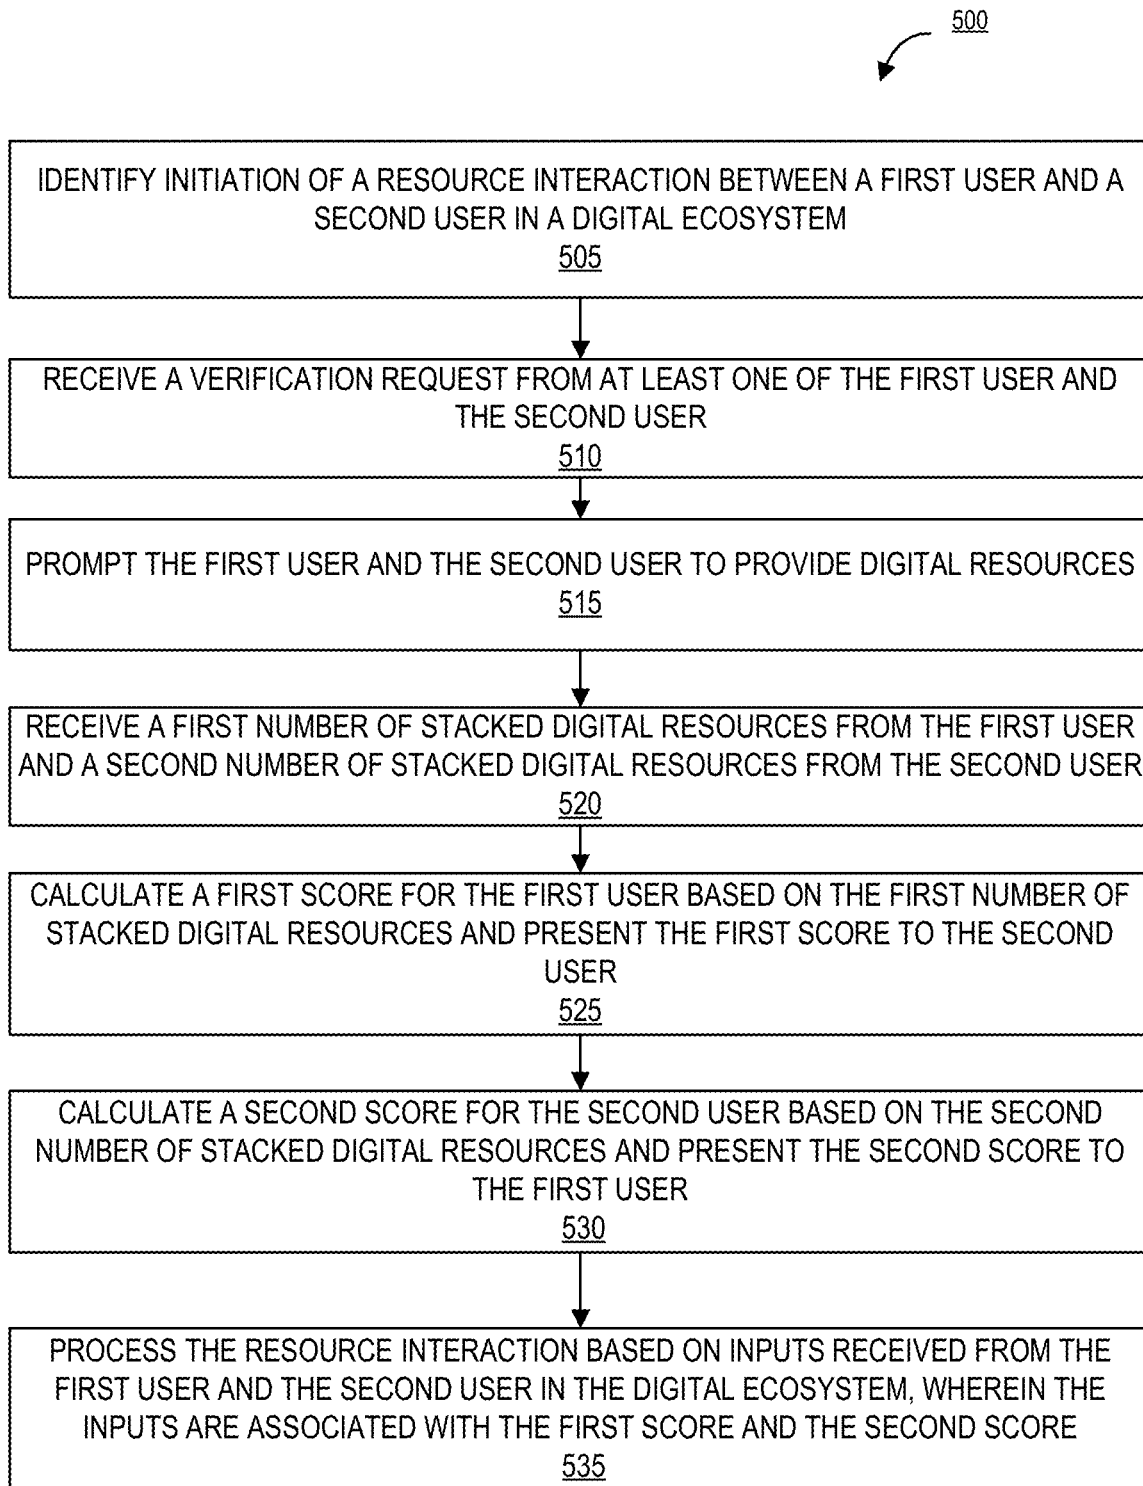 500
IDENTIFY INITIATION OF A RESOURCE INTERACTION BETWEEN A FIRST USER AND A
SECOND USER IN A DIGITAL ECOSYSTEM
505
RECEIVE A VERIFICATION REQUEST FROM AT LEAST ONE OF THE FIRST USER AND
THE SECOND USER
510
PROMPT THE FIRST USER AND THE SECOND USER TO PROVIDE DIGITAL RESOURCES
515
RECEIVE A FIRST NUMBER OF STACKED DIGITAL RESOURCES FROM THE FIRST USER
AND A SECOND NUMBER OF STACKED DIGITAL RESOURCES FROM THE SECOND USER
520
CALCULATE A FIRST SCORE FOR THE FIRST USER BASED ON THE FIRST NUMBER OF
STACKED DIGITAL RESOURCES AND PRESENT THE FIRST SCORE TO THE SECOND
USER
525
CALCULATE A SECOND SCORE FOR THE SECOND USER BASED ON THE SECOND
NUMBER OF STACKED DIGITAL RESOURCES AND PRESENT THE SECOND SCORE TO
THE FIRST USER
530
PROCESS THE RESOURCE INTERACTION BASED ON INPUTS RECEIVED FROM THE
FIRST USER AND THE SECOND USER IN THE DIGITAL ECOSYSTEM, WHEREIN THE
INPUTS ARE ASSOCIATED WITH THE FIRST SCORE AND THE SECOND SCORE
535